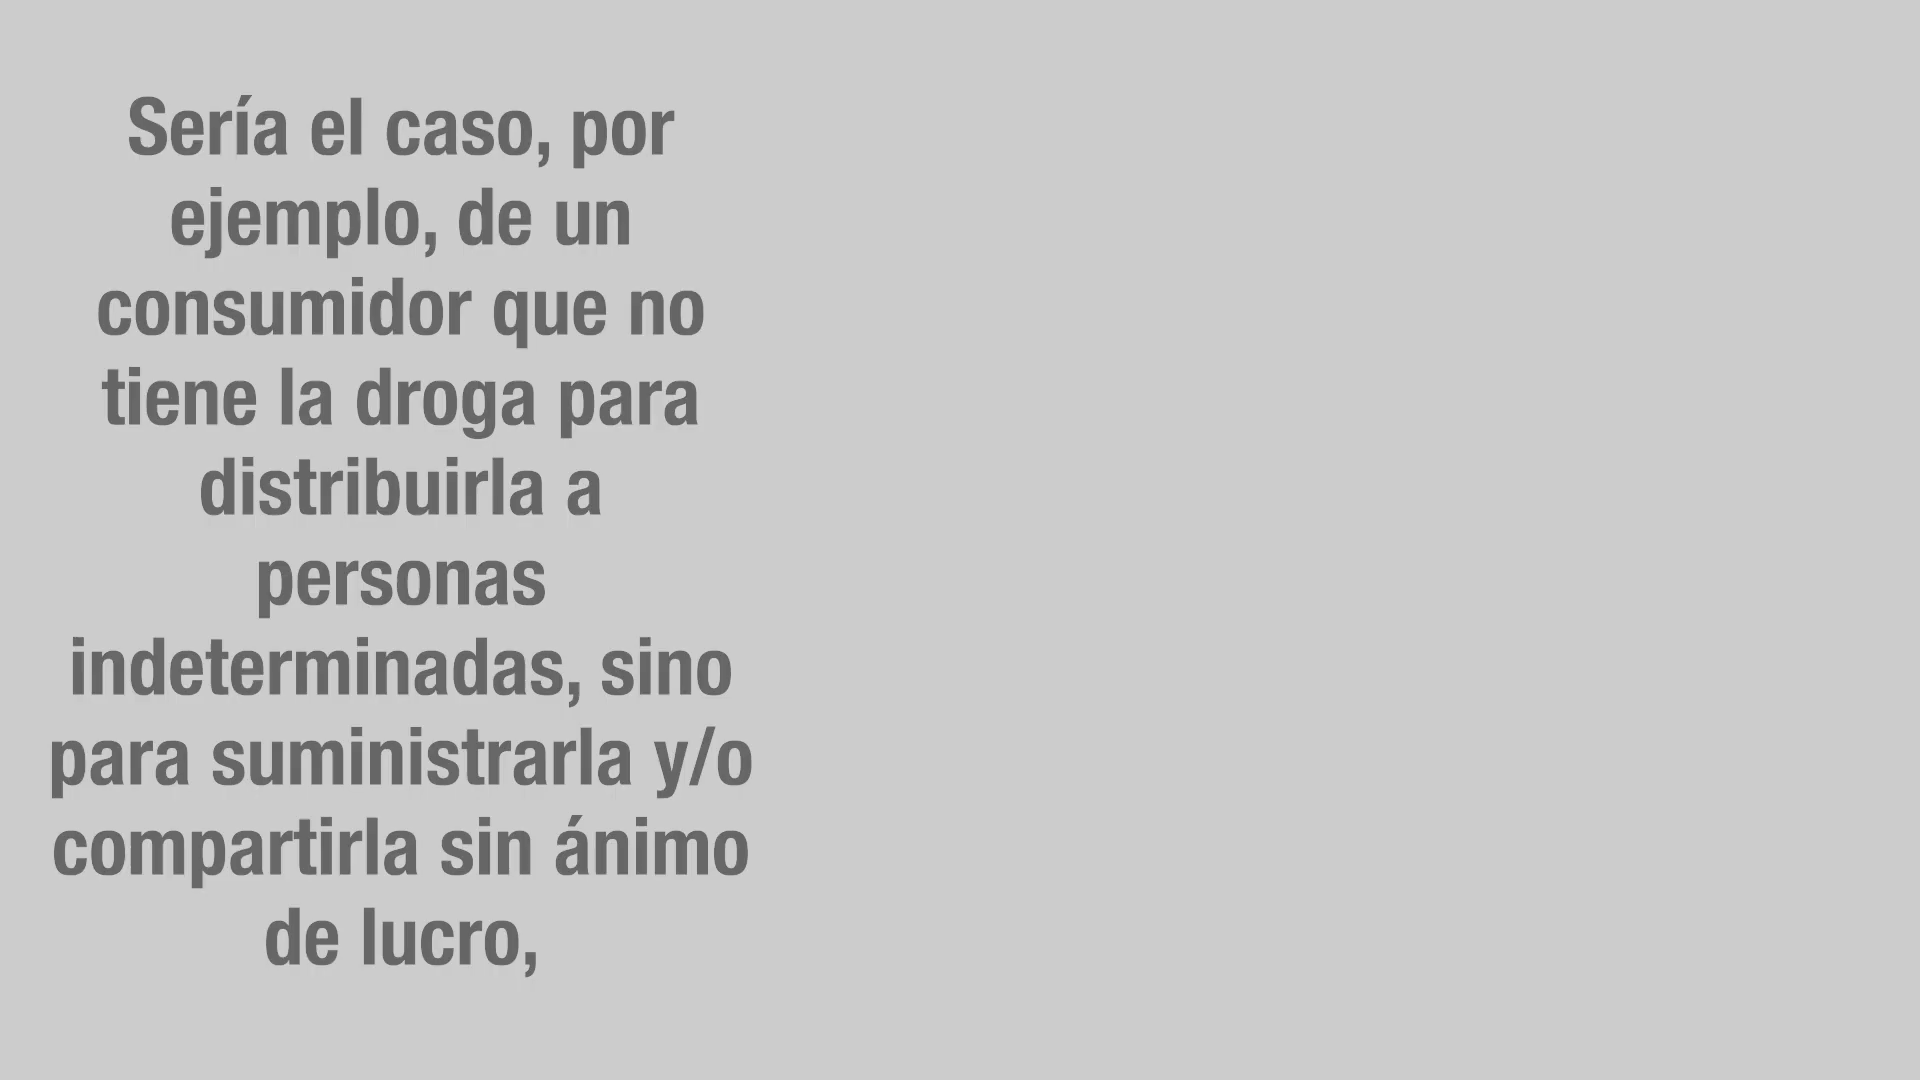 Sería el caso, por
ejemplo, de un
consumidor que no
tiene la droga para
distribuirla a
personas
indeterminadas, sino
para suministrarla y/o
compartirla sin ánimo
de lucro,